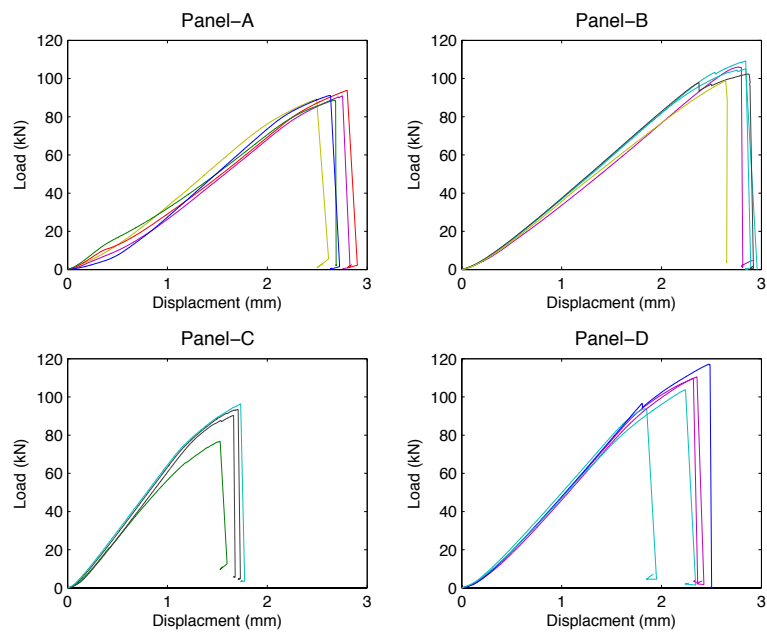 Panel-A
120
100
80
60
40
20
0
Load (kN)
0 1 2 3
Displacment (mm)
Panel-B
120
100
80
60
40
20
0
Load (kN)
0 1 2 3
Displacment (mm)
Panel-C
120
100
80
60
40
20
0
Load (kN)
0 1 2 3
Displacment (mm)
Panel-D
120
100
80
60
40
20
0
Load (kN)
0 1 2 3
Displacment (mm)